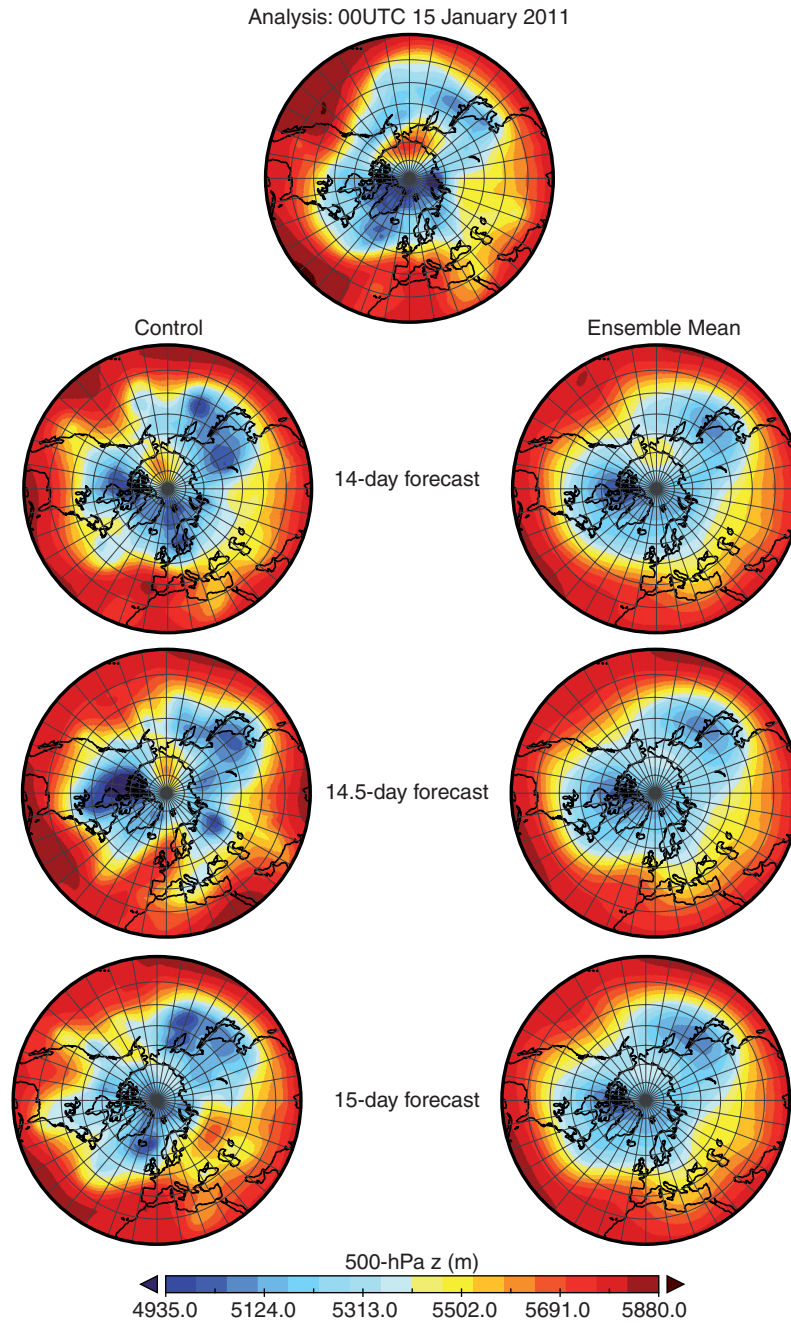 Analysis: 00UTC 15 January 2011
Control
Ensemble Mean
14-day forecast
14.5-day forecast
15-day forecast
500-hPa z (m)
4935.0 5124.0 5313.0 5502.0 5691.0 5880.0